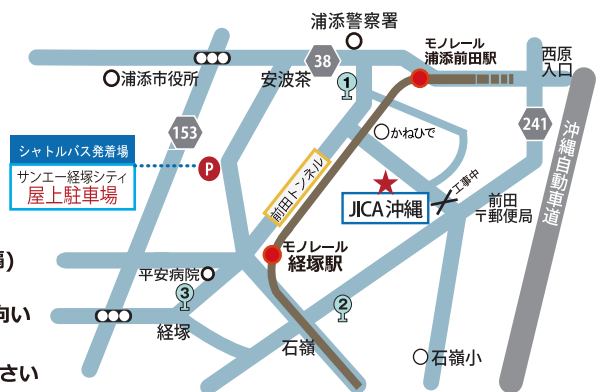 浦添警察署
モノレール
浦添前田駅
西原
入口
38
浦添市役所
安波茶
1
153
かねひで
241
シャトルバス発着場
サンエー経塚シティ
屋上駐車場
P
前田トンネル
JICA沖縄
工事中
前田
〒郵便局
沖縄自動車道
モノレール
経塚駅
平安病院
3
2
経塚
石嶺
石嶺小
)
向い
さい